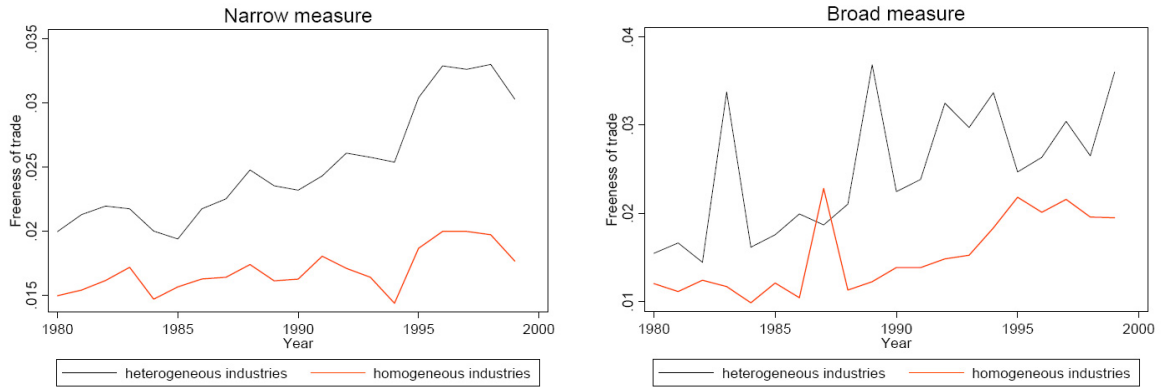 Narrow measure
Freeness of trade
.035
.03
.025
.02
.015
1980 1985 1990 1995 2000
Year
heterogeneous industries homogeneous industries
Broad measure
Freeness of trade
.04
.03
.02
.01
1980 1985 1990 1995 2000
Year
heterogeneous industries homogeneous industries